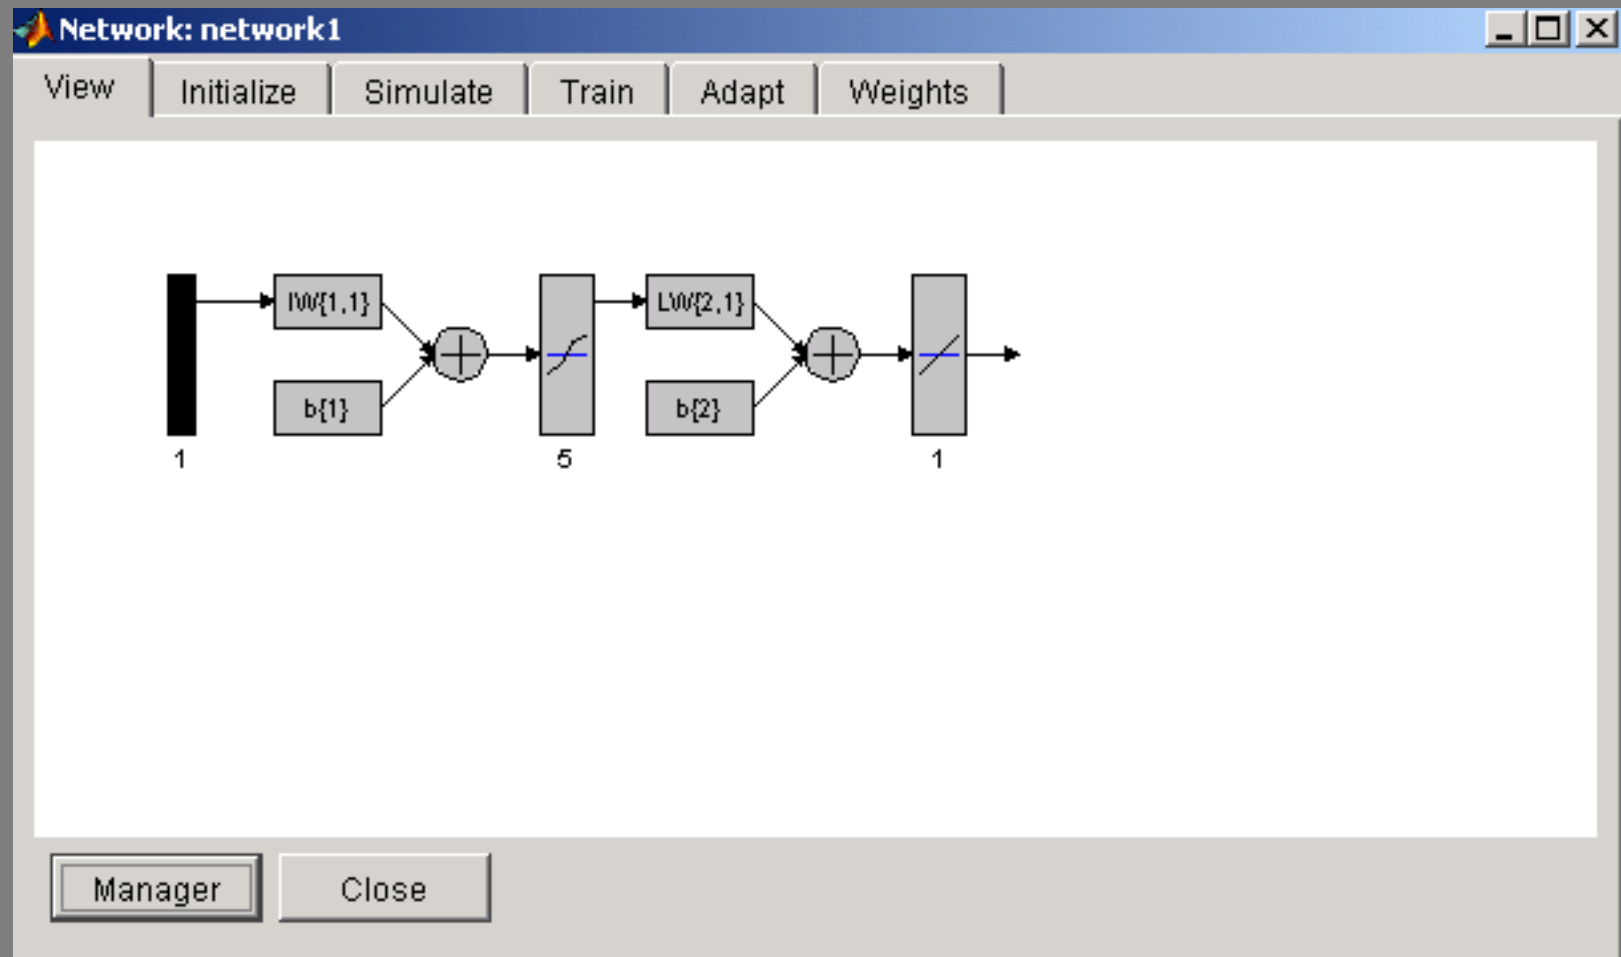 Network: network1
View Initialize Simulate Train Adapt Weights
IW{1,1} LW{2,1}
b{1} b{2}
1 5 1
Manager Close